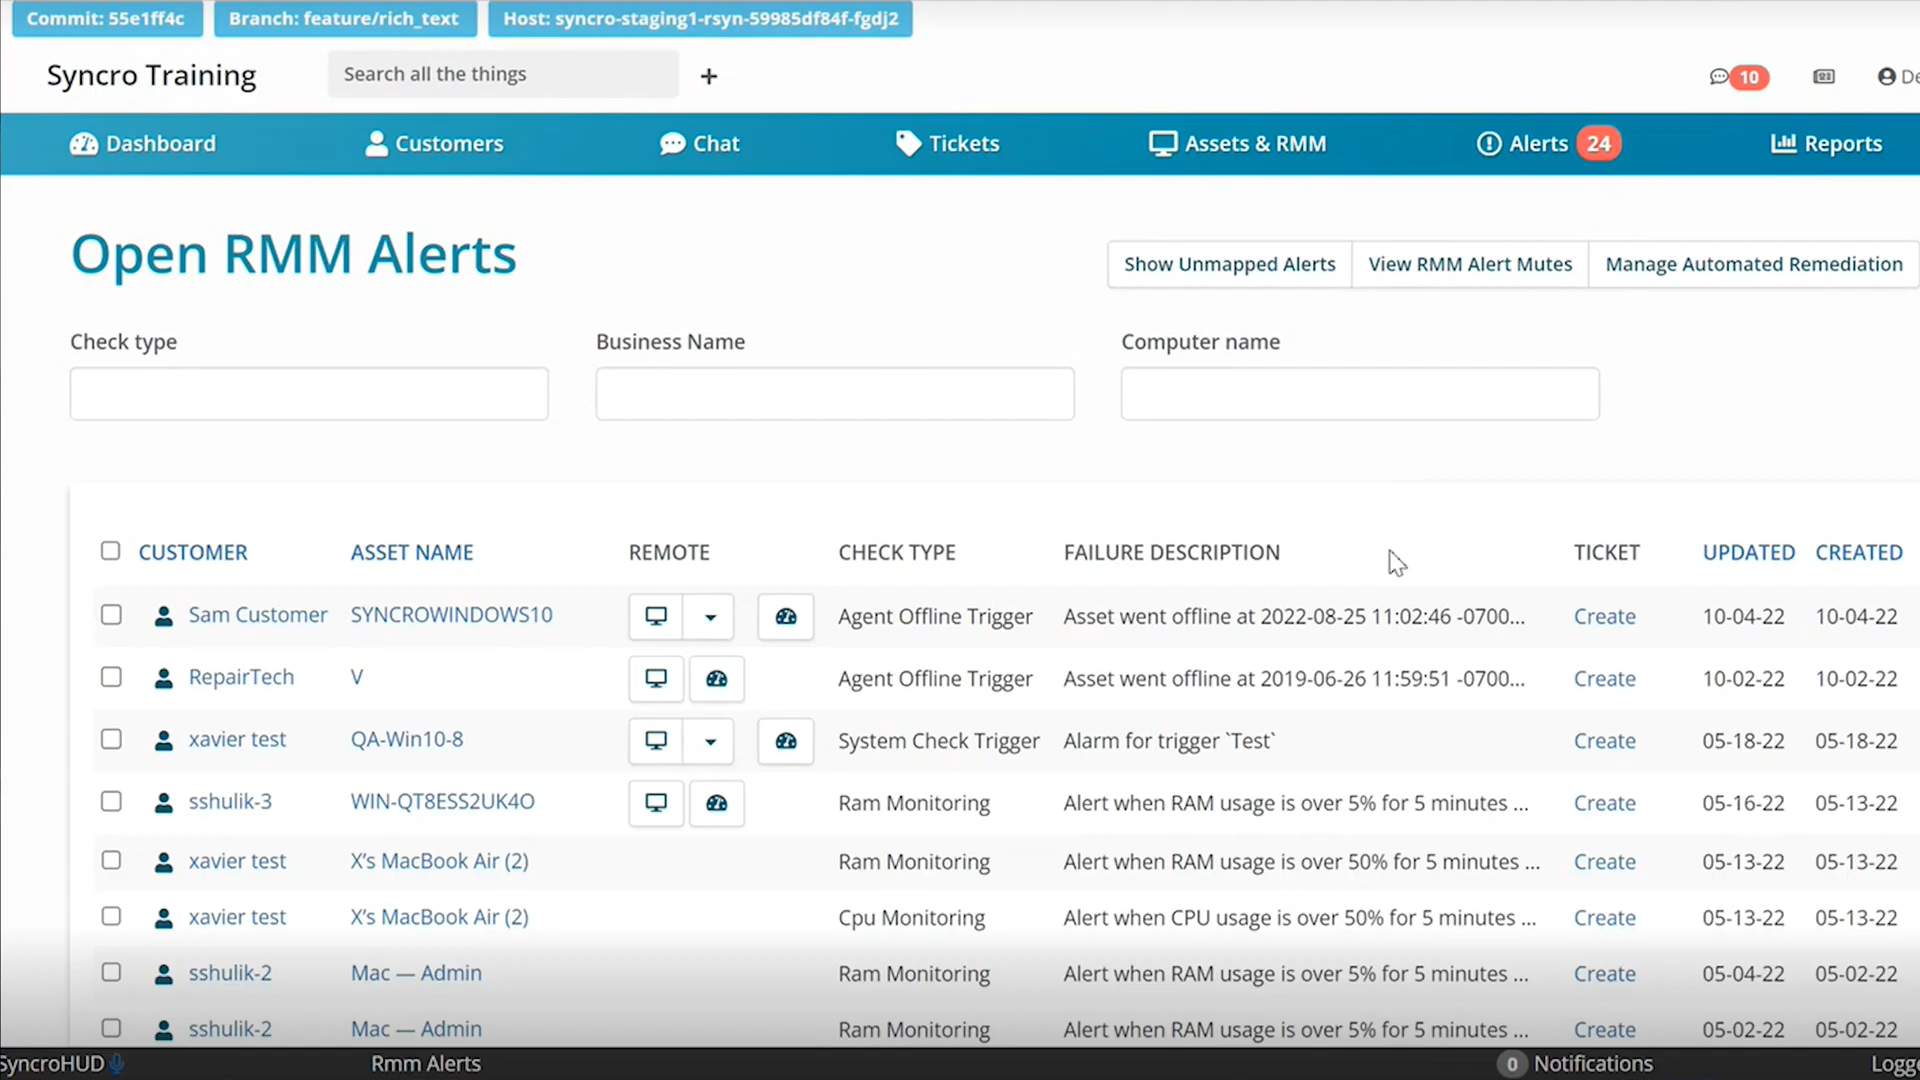 Commit: 55e1ff4c Branch: feature/rich_text Host: syncro-staging1-rsyn-59985df84f-fgdj2
Syncro Training Search all the things + 10 De
Dashboard Customers Chat Tickets Assets & RMM Alerts 24 Reports
Open RMM Alerts
Show Unmapped Alerts View RMM Alert Mutes Manage Automated Remediation
Check type Business Name Computer name
CUSTOMER ASSET NAME REMOTE CHECK TYPE FAILURE DESCRIPTION TICKET UPDATED CREATED
Sam Customer SYNCROWINDOWS10 Agent Offline Trigger Asset went offline at 2022-08-25 11:02:46 -0700... Create 10-04-22 10-04-22
RepairTech V Agent Offline Trigger Asset went offline at 2019-06-26 11:59:51 -0700... Create 10-02-22 10-02-22
xavier test QA-Win10-8 System Check Trigger Alarm for trigger `Test` Create 05-18-22 05-18-22
sshulik-3 WIN-QT8ESS2UK4O Ram Monitoring Alert when RAM usage is over 5% for 5 minutes ... Create 05-16-22 05-13-22
xavier test X's MacBook Air (2) Ram Monitoring Alert when RAM usage is over 50% for 5 minutes ... Create 05-13-22 05-13-22
xavier test X's MacBook Air (2) Cpu Monitoring Alert when CPU usage is over 50% for 5 minutes ... Create 05-13-22 05-13-22
sshulik-2 Mac — Admin Ram Monitoring Alert when RAM usage is over 5% for 5 minutes ... Create 05-04-22 05-02-22
sshulik-2 Mac — Admin Ram Monitoring Alert when RAM usage is over 5% for 5 minutes ... Create 05-02-22 05-02-22
SyncroHUD Rmm Alerts 0 Notifications Logge